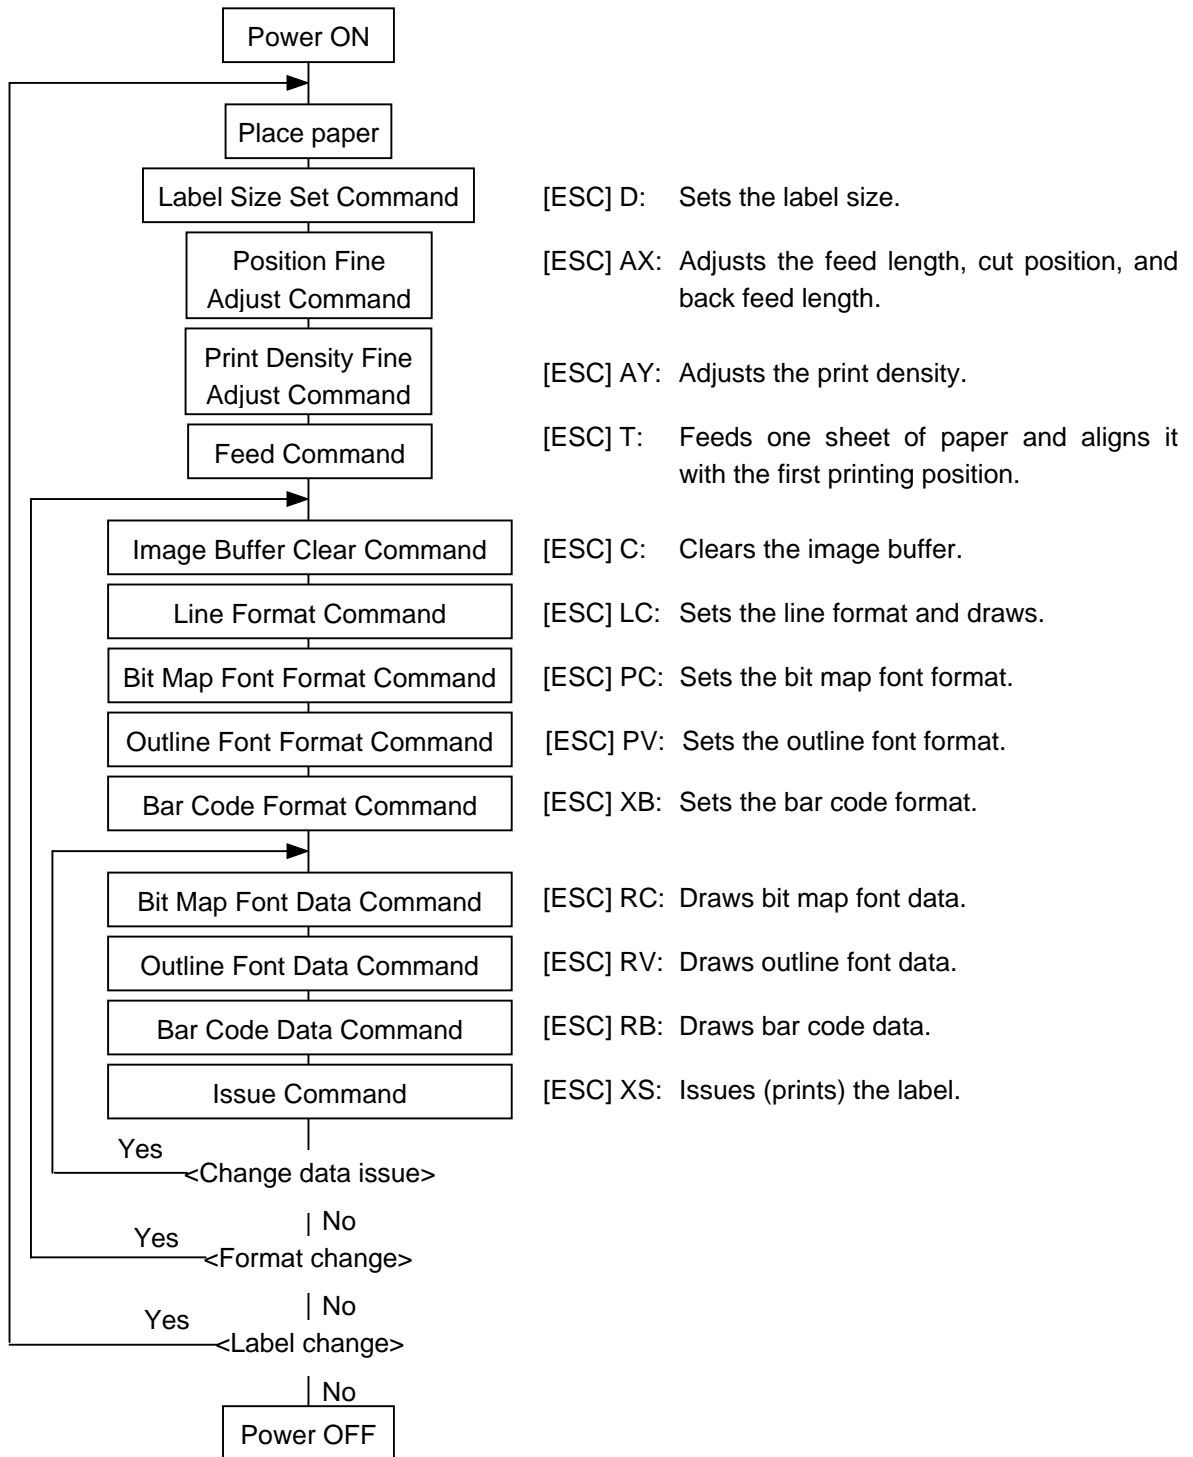 Power ON
Place paper
Label Size Set Command
[ESC] D: Sets the label size.
Position Fine
Adjust Command
[ESC] AX: Adjusts the feed length, cut position, and
back feed length.
Print Density Fine
Adjust Command
[ESC] AY: Adjusts the print density.
Feed Command
[ESC] T: Feeds one sheet of paper and aligns it
with the first printing position.
Image Buffer Clear Command
[ESC] C: Clears the image buffer.
Line Format Command
[ESC] LC: Sets the line format and draws.
Bit Map Font Format Command
[ESC] PC: Sets the bit map font format.
Outline Font Format Command
[ESC] PV: Sets the outline font format.
Bar Code Format Command
[ESC] XB: Sets the bar code format.
Bit Map Font Data Command
[ESC] RC: Draws bit map font data.
Outline Font Data Command
[ESC] RV: Draws outline font data.
Bar Code Data Command
[ESC] RB: Draws bar code data.
Issue Command
[ESC] XS: Issues (prints) the label.
Yes
<Change data issue>
No
Yes
<Format change>
No
Yes
<Label change>
No
Power OFF